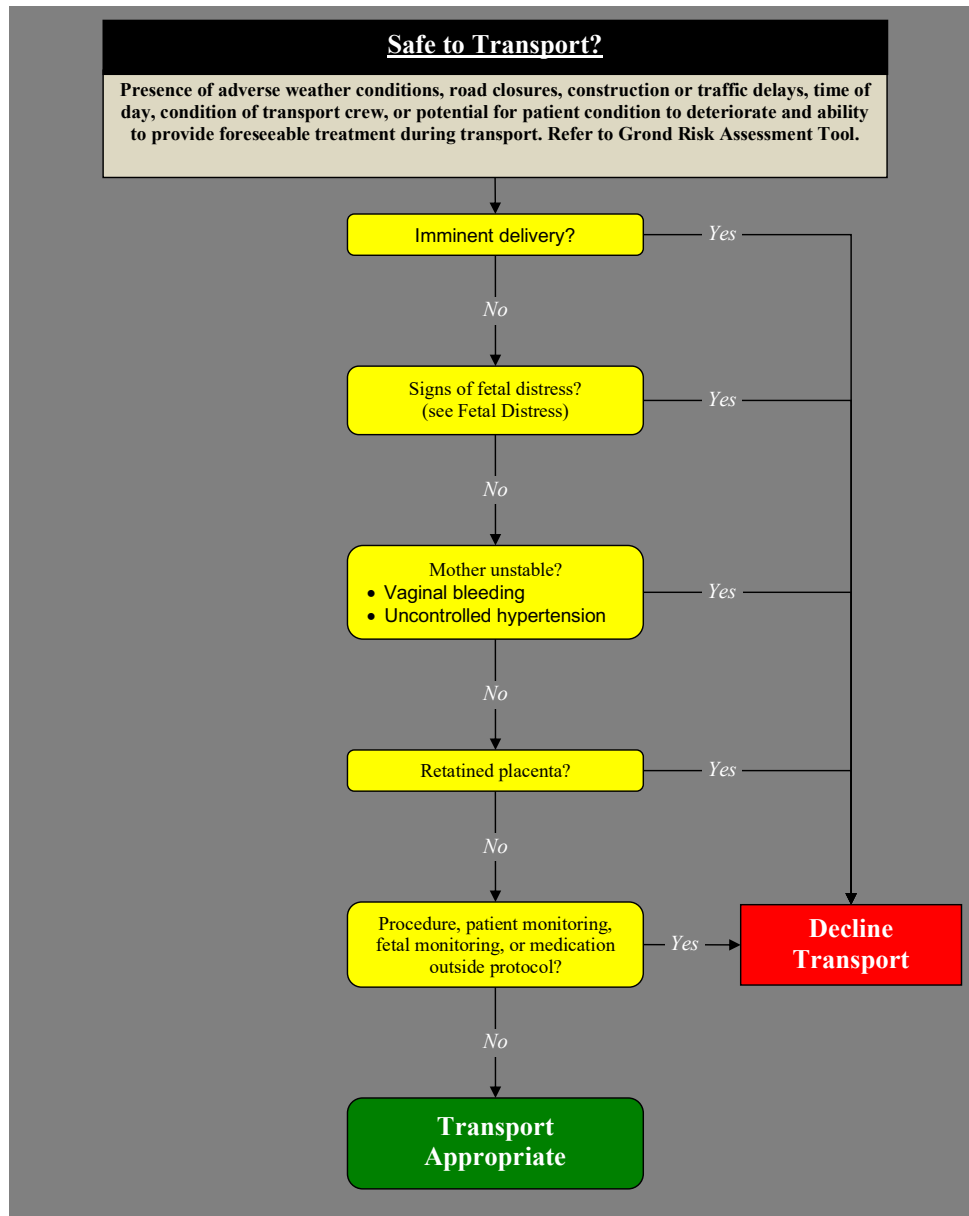 Safe to Transport?
Presence of adverse weather conditions, road closures, construction or traffic delays, time of
day, condition of transport crew, or potential for patient condition to deteriorate and ability
to provide foreseeable treatment during transport. Refer to Grond Risk Assessment Tool.
Imminent delivery?
Yes
No
Signs of fetal distress?
(see Fetal Distress)
Yes
No
Mother unstable?
• Vaginal bleeding
• Uncontrolled hypertension
Yes
No
Retatined placenta?
Yes
No
Procedure, patient monitoring,
fetal monitoring, or medication
outside protocol?
Yes
Decline
Transport
No
Transport
Appropriate